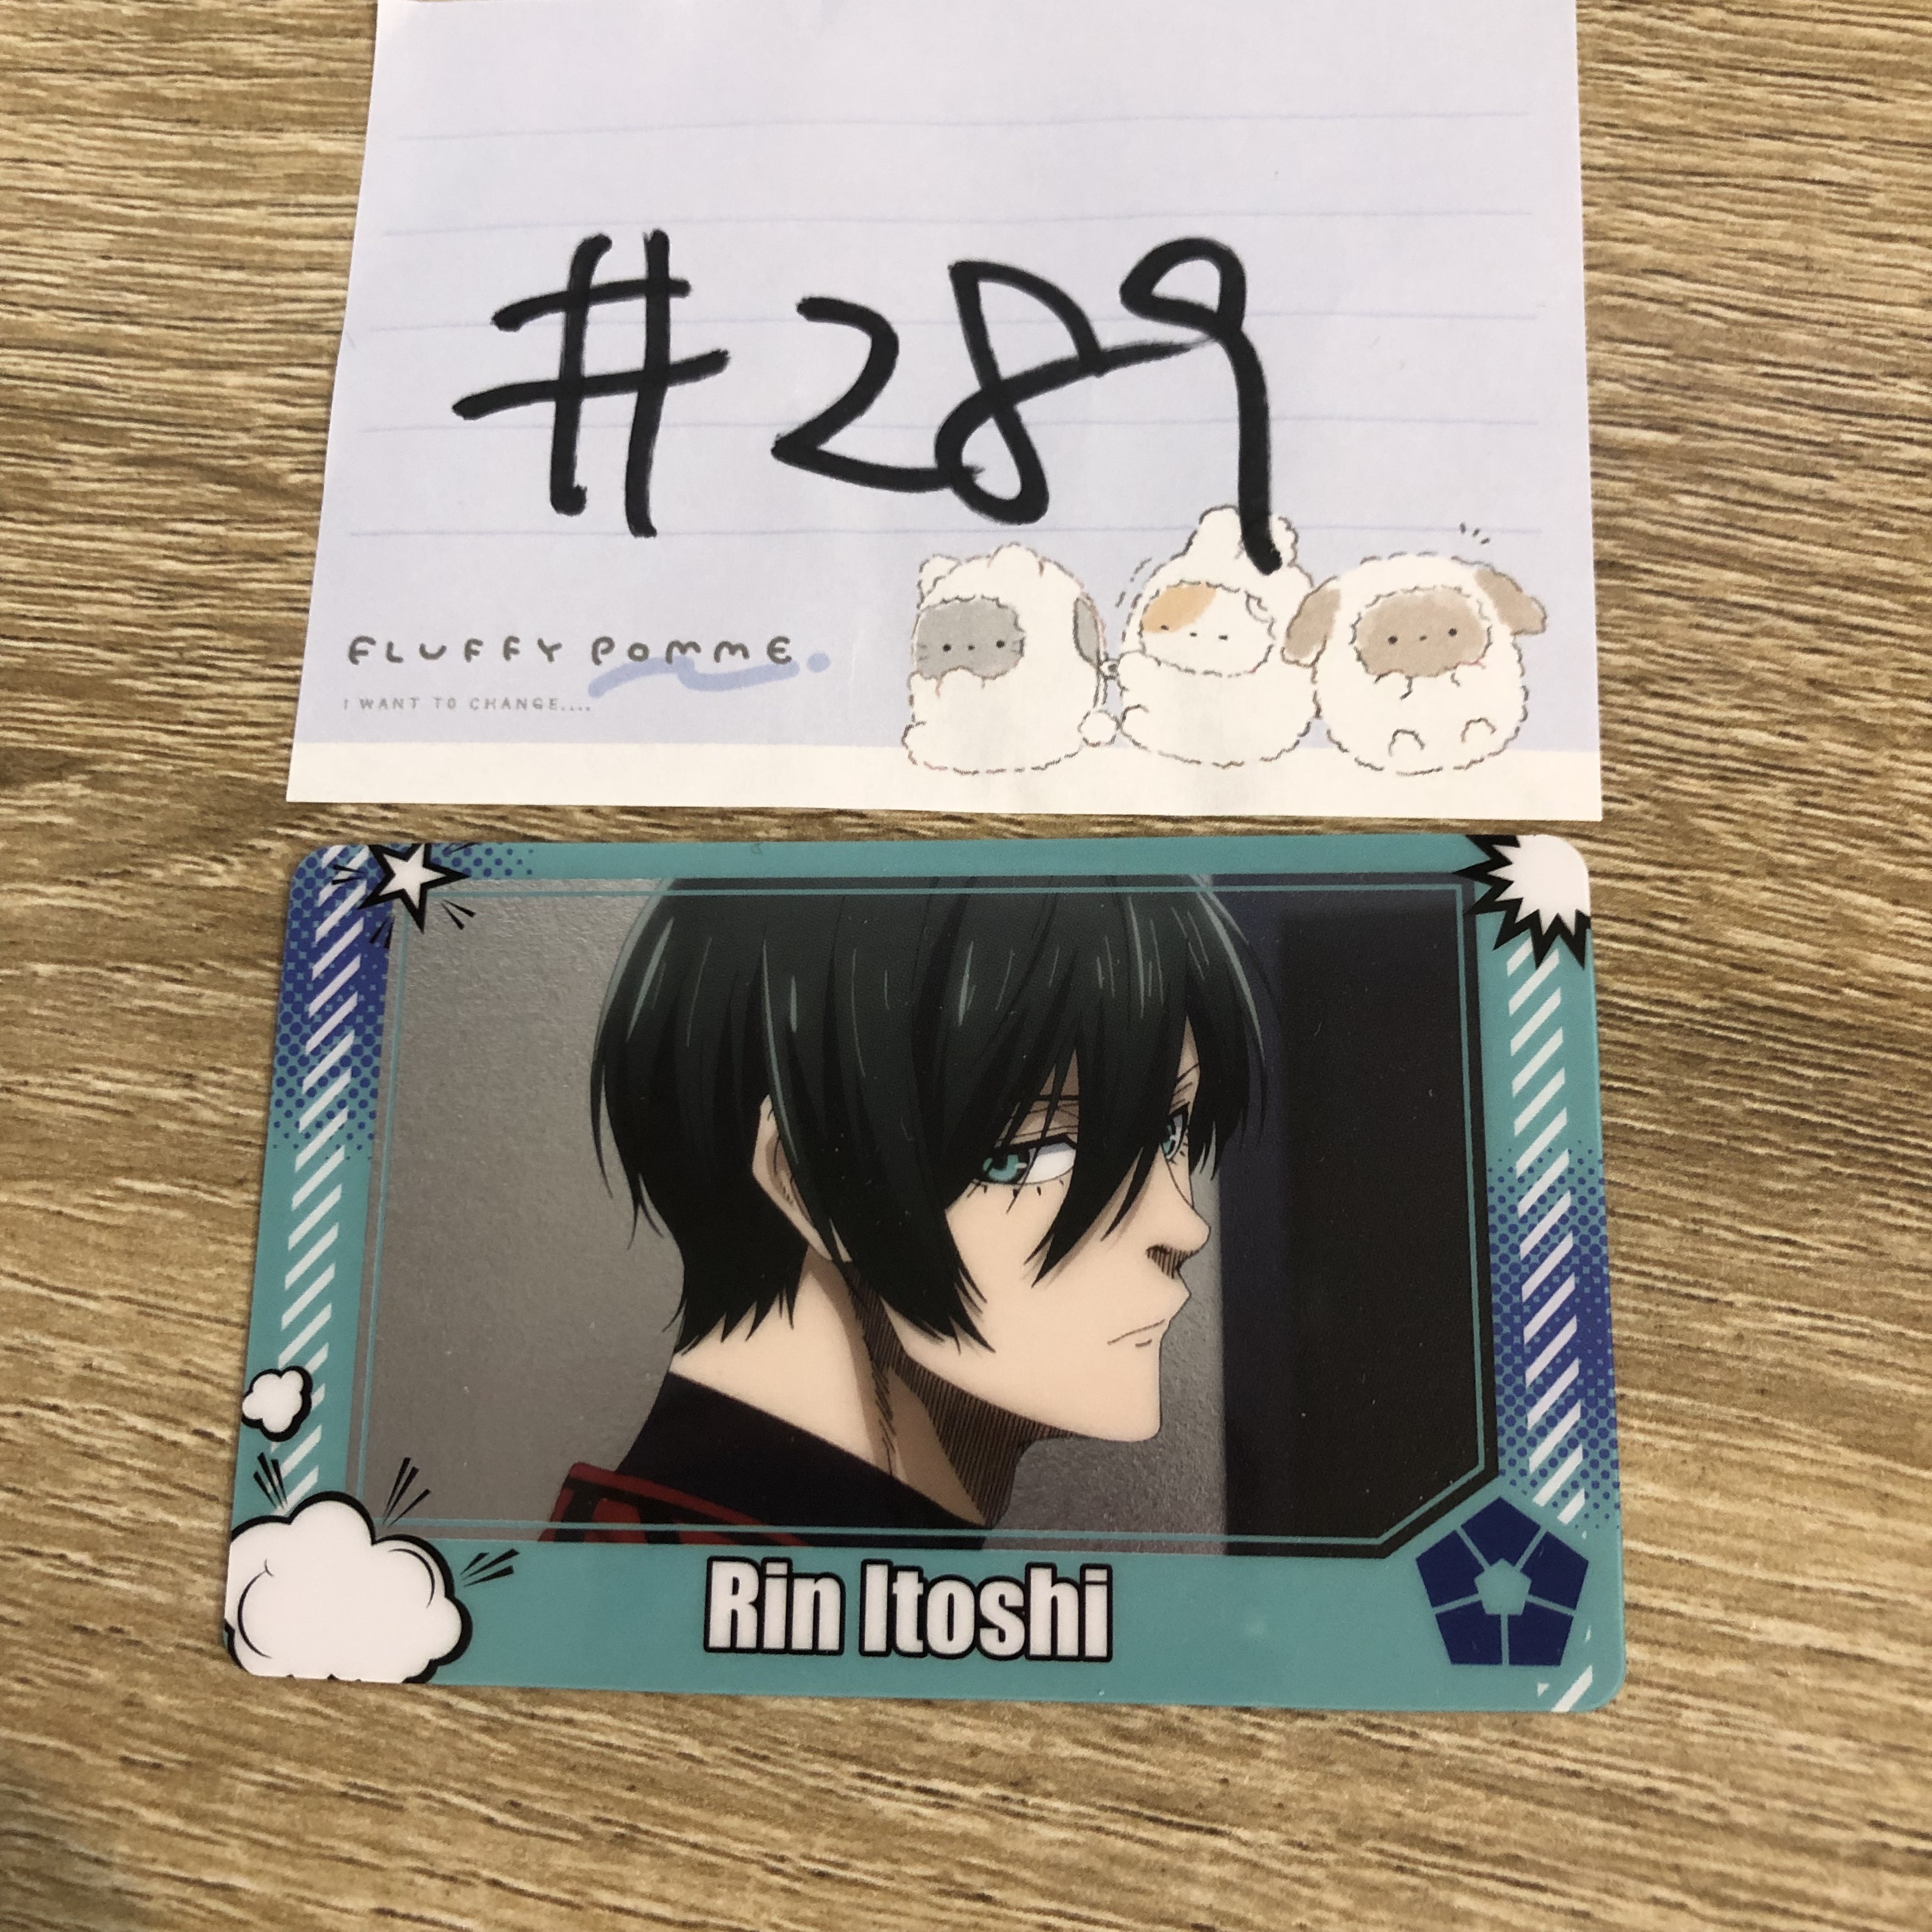 #289
FLUFFY POMME.
I WANT TO CHANGE....
Rin Itoshi